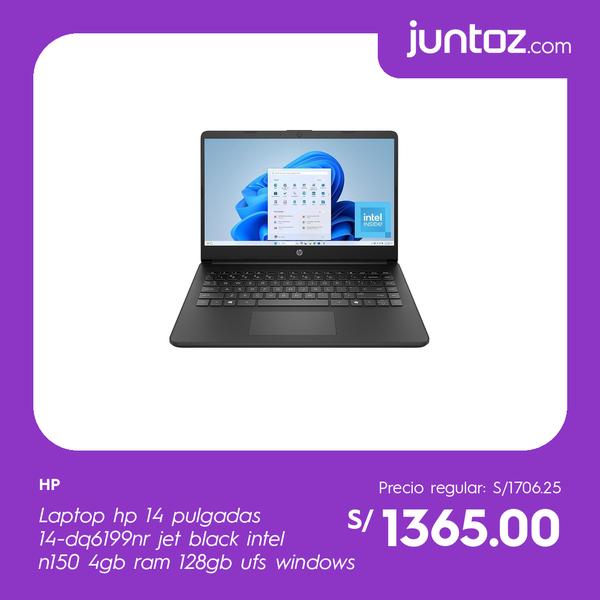 juntoz.com
intel
INSIDE
hp
HP
Precio regular: S/1706.25
S/ 1365.00
Laptop hp 14 pulgadas
14-dq6199nr jet black intel
n150 4gb ram 128gb ufs windows